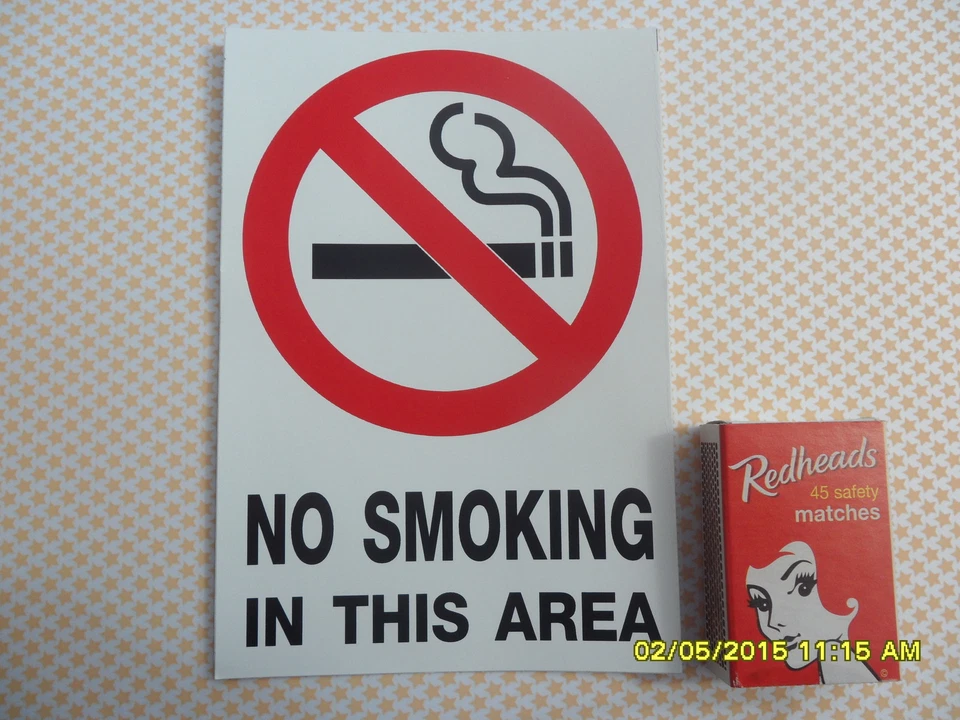 NO SMOKING
IN THIS AREA
Redheads
45 safety
matches
02/05/2015 11:15 AM